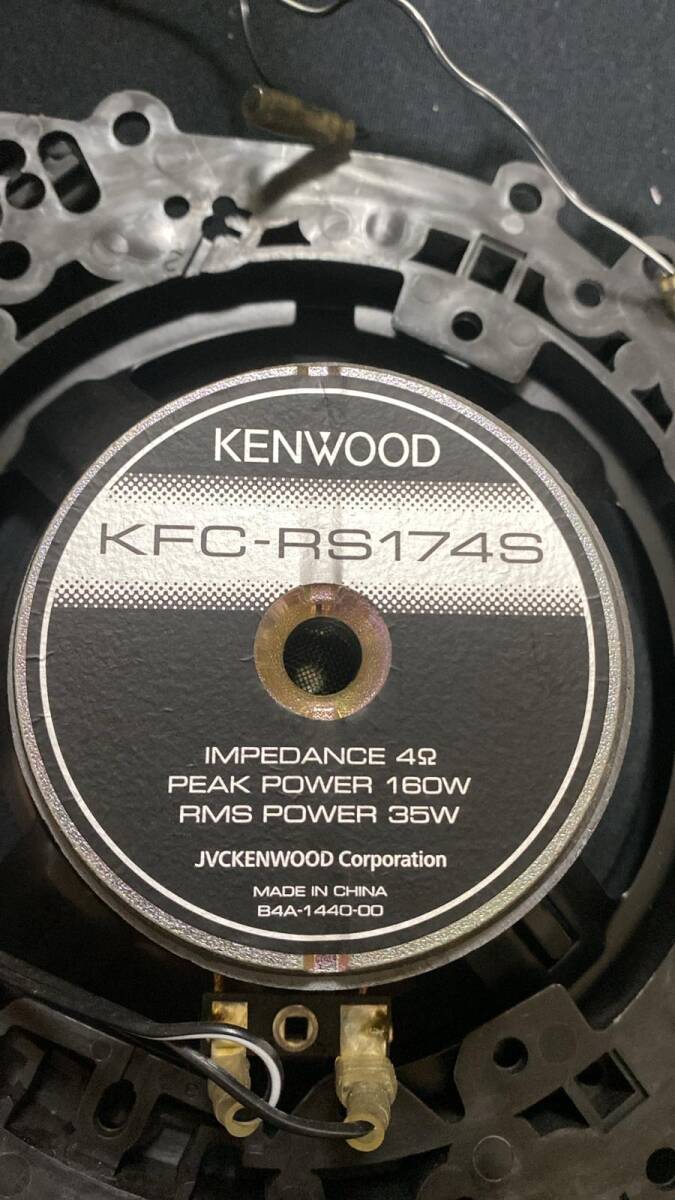 KENWOOD
KFC-RS174S
IMPEDANCE 4Ω
PEAK POWER 160W
RMS POWER 35W
JVCKENWOOD Corporation
MADE IN CHINA
B4A-1440-00